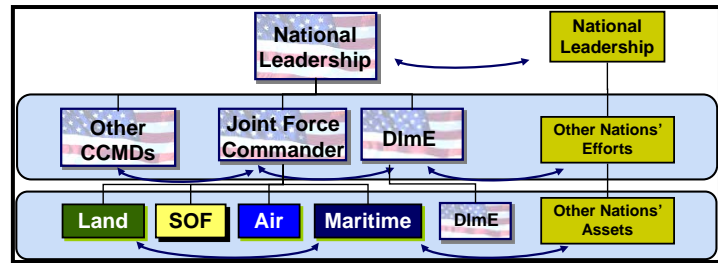 National
Leadership
National
Leadership
Other
CCMDs
Joint Force
Commander
DImE
Other Nations'
Efforts
Land
SOF
Air
Maritime
DImE
Other Nations'
Assets